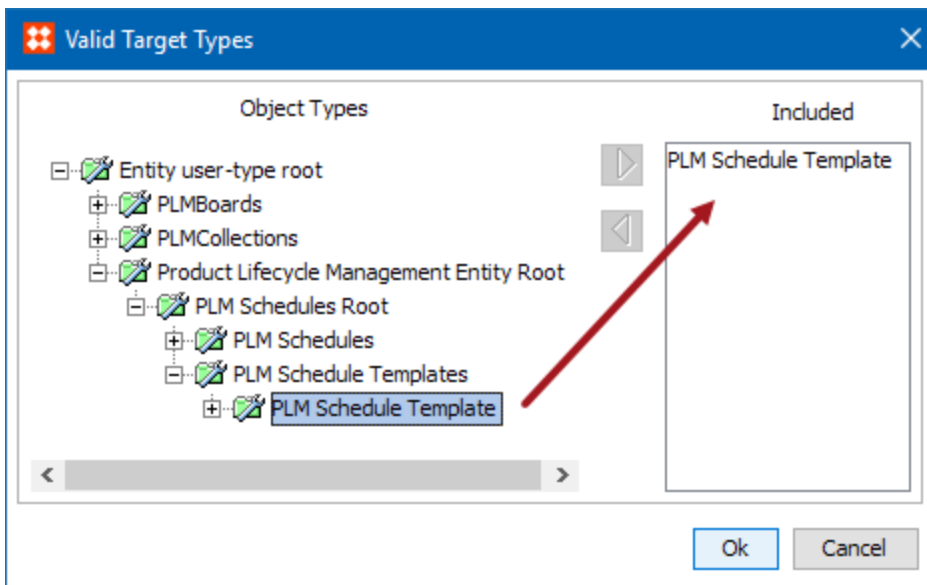 Valid Target Types
Object Types
Included
Entity user-type root
PLMBoards
PLMCollections
Product Lifecycle Management Entity Root
PLM Schedules Root
PLM Schedules
PLM Schedule Templates
PLM Schedule Template
PLM Schedule Template
Ok
Cancel